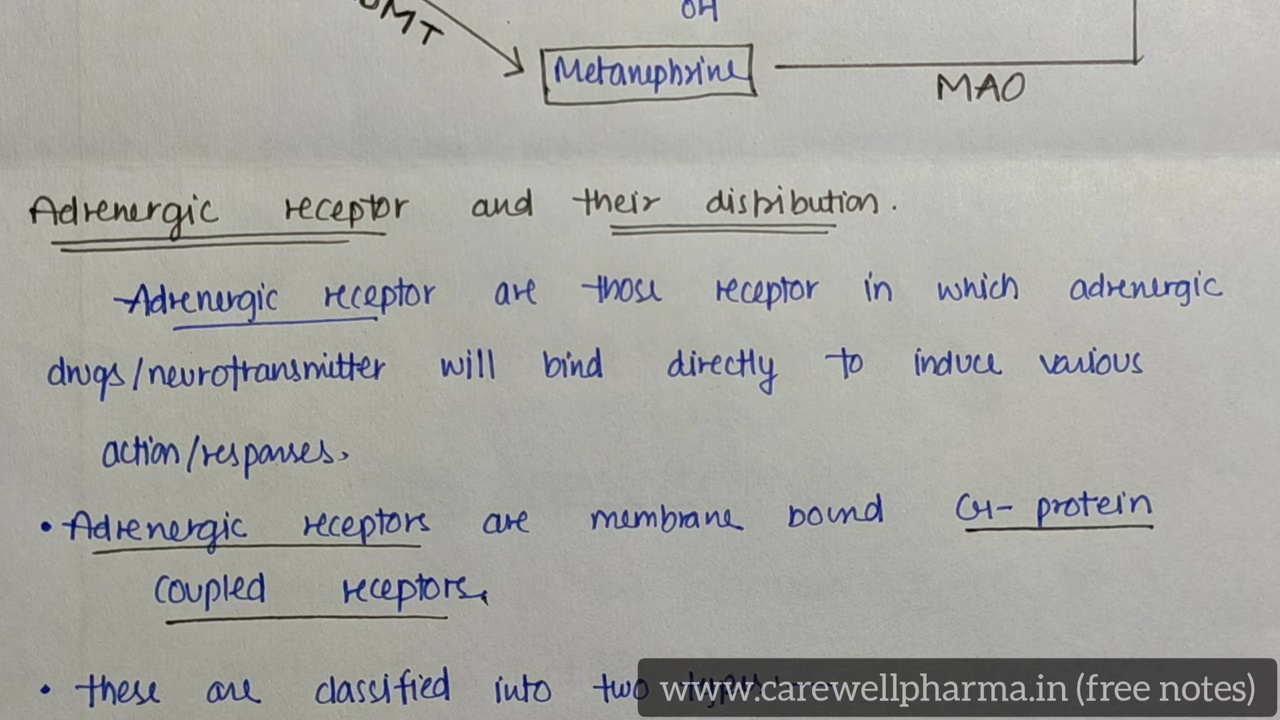 OMT
OH
Metanephrine
MAO
Adrenergic receptor and their distribution.
Adrenergic receptor are those receptor in which adrenergic
drugs/neurotransmitter will bind directly to induce various
action/responses.
• Adrenergic receptors are membrane bound G- protein
coupled receptors.
• these are classified into two types:-
www.carewellpharma.in (free notes)